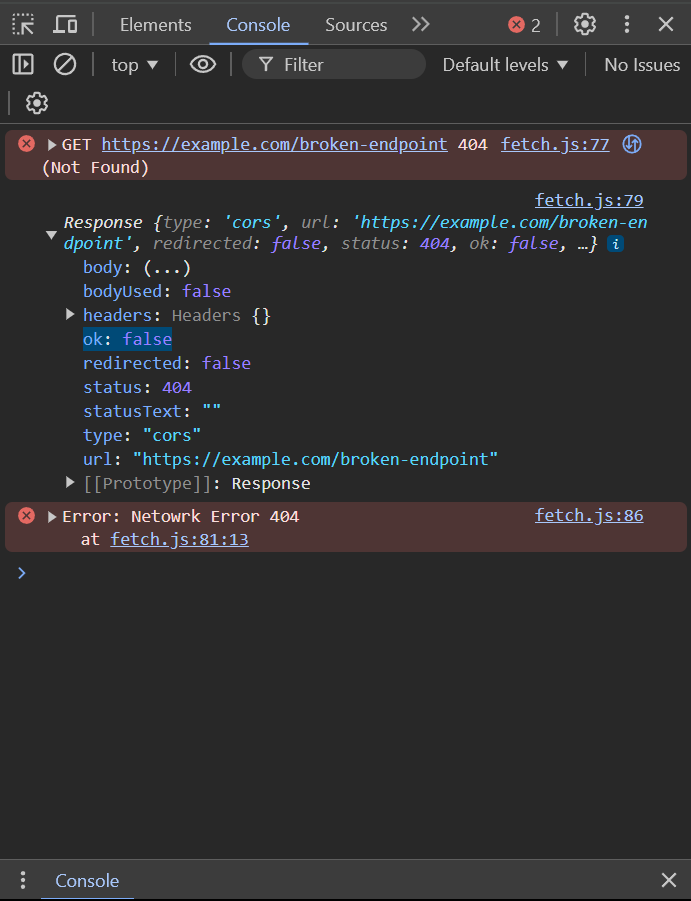 Elements Console Sources 2
top Filter Default levels No Issues
GET https://example.com/broken-endpoint 404 fetch.js:77
(Not Found)
fetch.js:79
Response {type: 'cors', url: 'https://example.com/broken-en
dpoint', redirected: false, status: 404, ok: false, …} i
body: (...)
bodyUsed: false
headers: Headers {}
ok: false
redirected: false
status: 404
statusText: ""
type: "cors"
url: "https://example.com/broken-endpoint"
[[Prototype]]: Response
Error: Netowrk Error 404 fetch.js:86
at fetch.js:81:13
Console